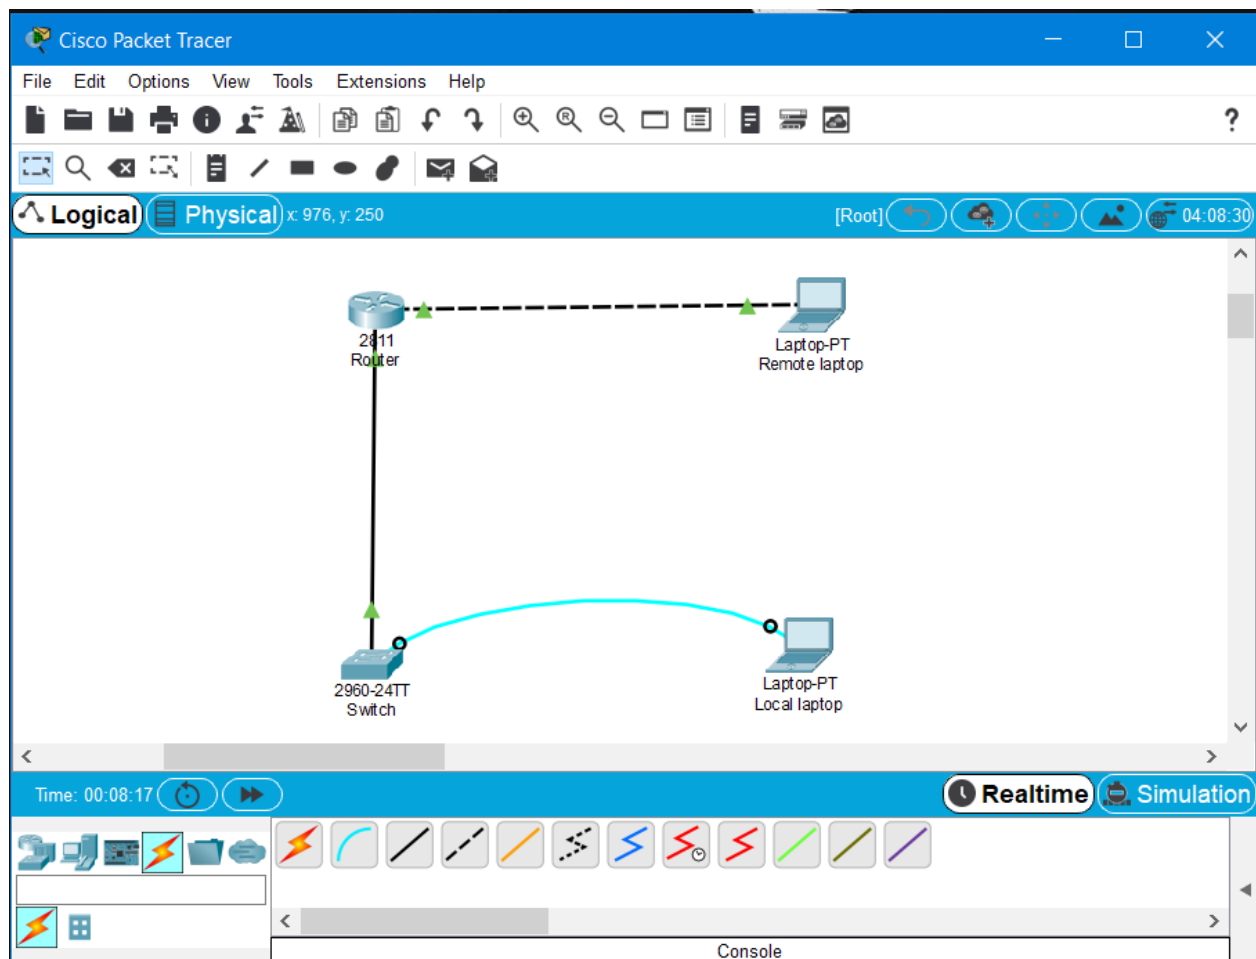 Cisco Packet Tracer
File Edit Options View Tools Extensions Help
R
?
Logical Physical x: 976, y: 250 [Root] 04:08:30
2811
Router
Laptop-PT
Remote laptop
2960-24TT
Switch
Laptop-PT
Local laptop
Time: 00:08:17 Realtime Simulation
Console